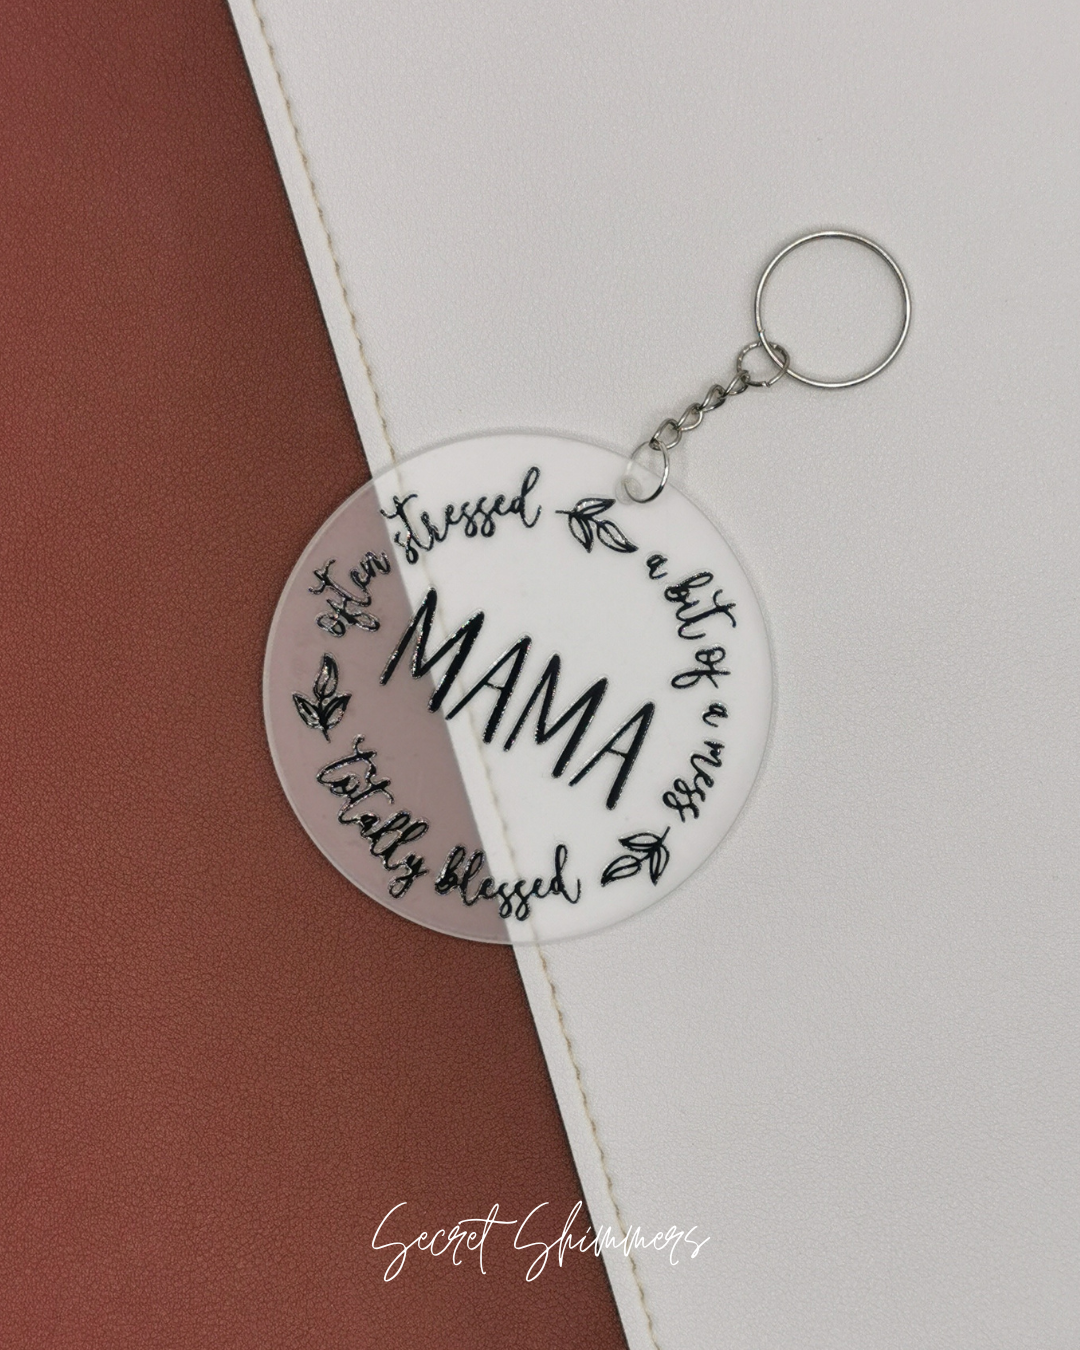 often stressed
a bit of a mess
totally blessed
MAMA
Secret Shimmers